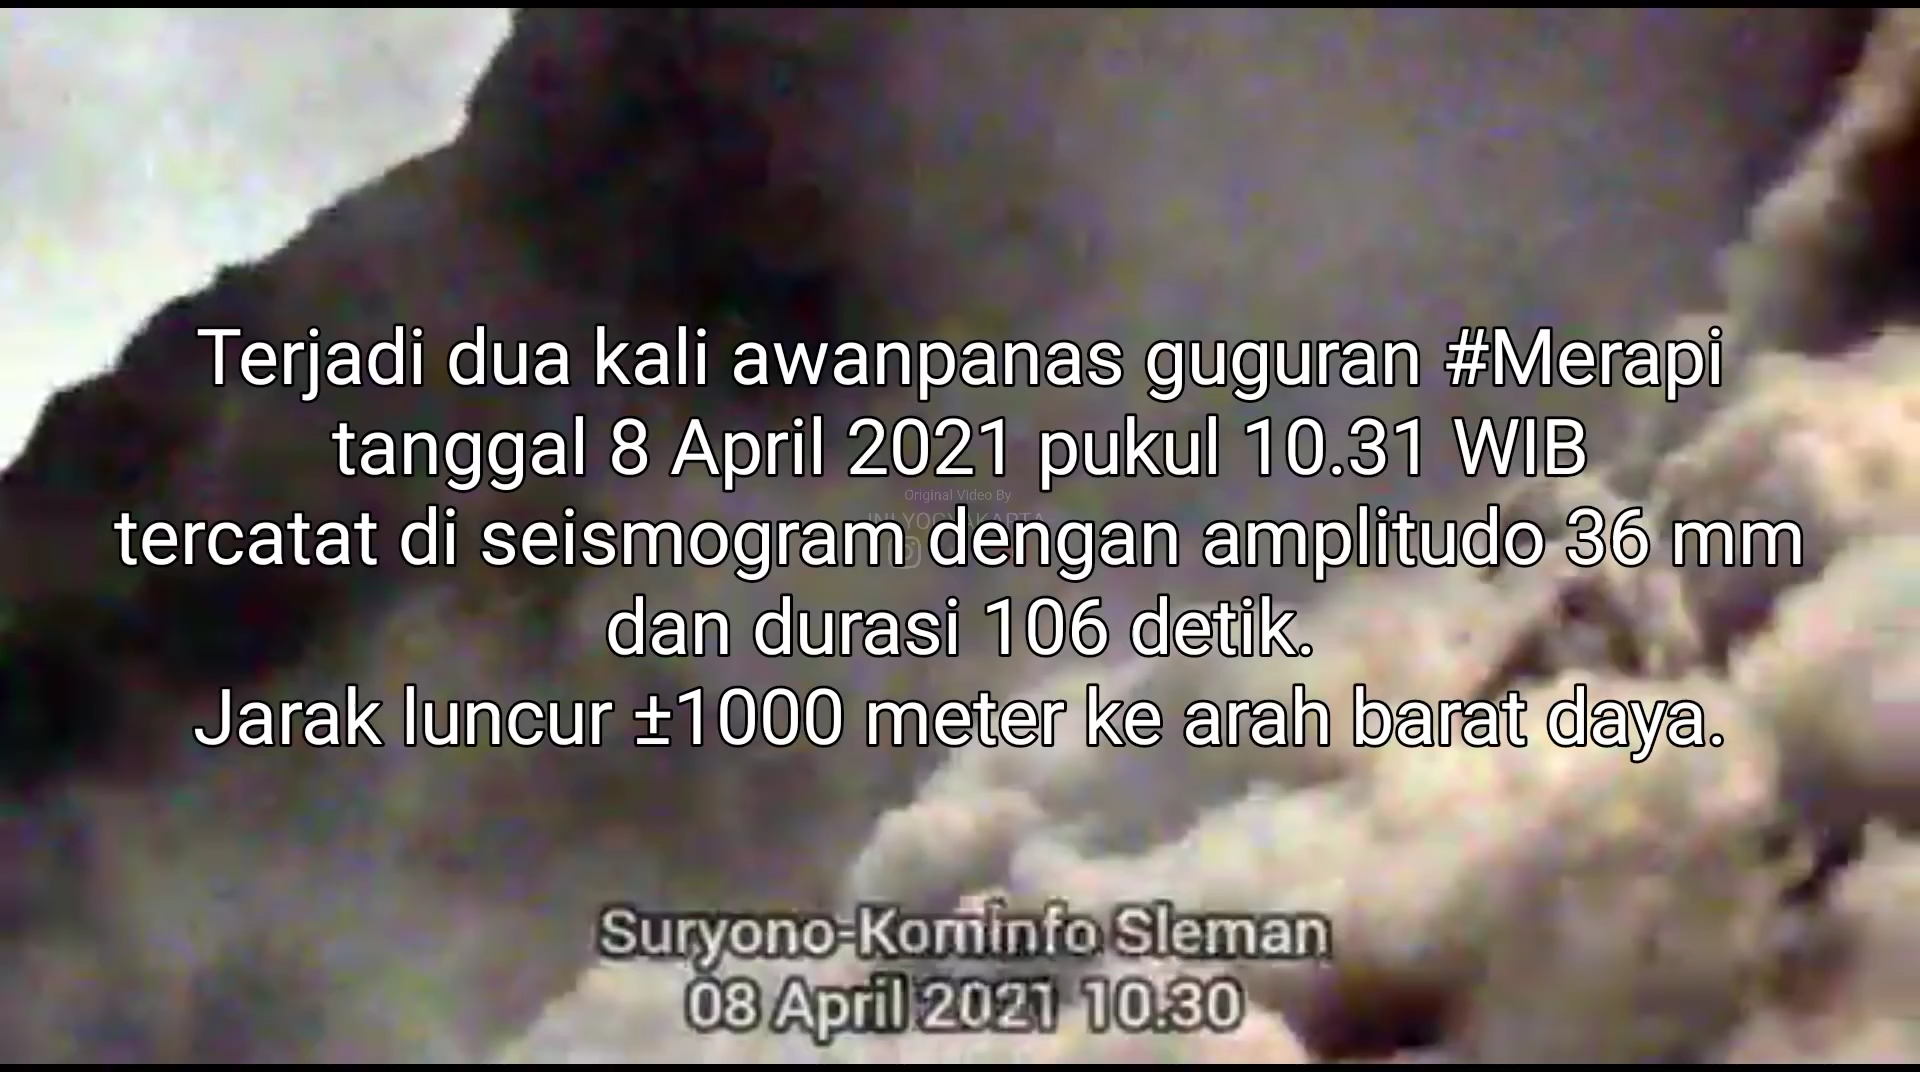 Terjadi dua kali awanpanas guguran #Merapi
tanggal 8 April 2021 pukul 10.31 WIB
Original Video By
INI YOGYAKARTA
tercatat di seismogram dengan amplitudo 36 mm
dan durasi 106 detik.
Jarak luncur ±1000 meter ke arah barat daya.
Suryono-Kominfo Sleman
08 April 2021 10:30